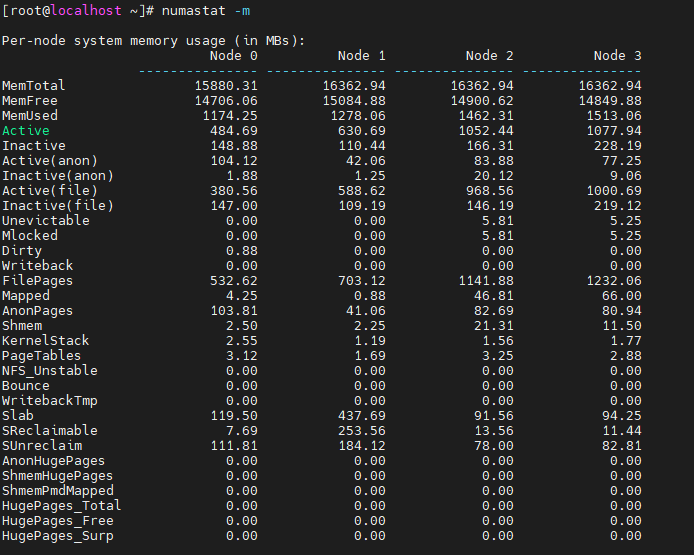 [root@localhost ~]# numastat -m
Per-node system memory usage (in MBs):
                          Node 0          Node 1          Node 2          Node 3
                 --------------- --------------- --------------- ---------------
MemTotal                15880.31        16362.94        16362.94        16362.94
MemFree                 14706.06        15084.88        14900.62        14849.88
MemUsed                  1174.25         1278.06         1462.31         1513.06
Active                    484.69          630.69         1052.44         1077.94
Inactive                  148.88          110.44          166.31          228.19
Active(anon)              104.12           42.06           83.88           77.25
Inactive(anon)              1.88            1.25           20.12            9.06
Active(file)              380.56          588.62          968.56         1000.69
Inactive(file)            147.00          109.19          146.19          219.12
Unevictable                 0.00            0.00            5.81            5.25
Mlocked                     0.00            0.00            5.81            5.25
Dirty                       0.88            0.00            0.00            0.00
Writeback                   0.00            0.00            0.00            0.00
FilePages                 532.62          703.12         1141.88         1232.06
Mapped                      4.25            0.88           46.81           66.00
AnonPages                 103.81           41.06           82.69           80.94
Shmem                       2.50            2.25           21.31           11.50
KernelStack                 2.55            1.19            1.56            1.77
PageTables                  3.12            1.69            3.25            2.88
NFS_Unstable                0.00            0.00            0.00            0.00
Bounce                      0.00            0.00            0.00            0.00
WritebackTmp                0.00            0.00            0.00            0.00
Slab                      119.50          437.69           91.56           94.25
SReclaimable                7.69          253.56           13.56           11.44
SUnreclaim                111.81          184.12           78.00           82.81
AnonHugePages               0.00            0.00            0.00            0.00
ShmemHugePages              0.00            0.00            0.00            0.00
ShmemPmdMapped              0.00            0.00            0.00            0.00
HugePages_Total             0.00            0.00            0.00            0.00
HugePages_Free              0.00            0.00            0.00            0.00
HugePages_Surp              0.00            0.00            0.00            0.00